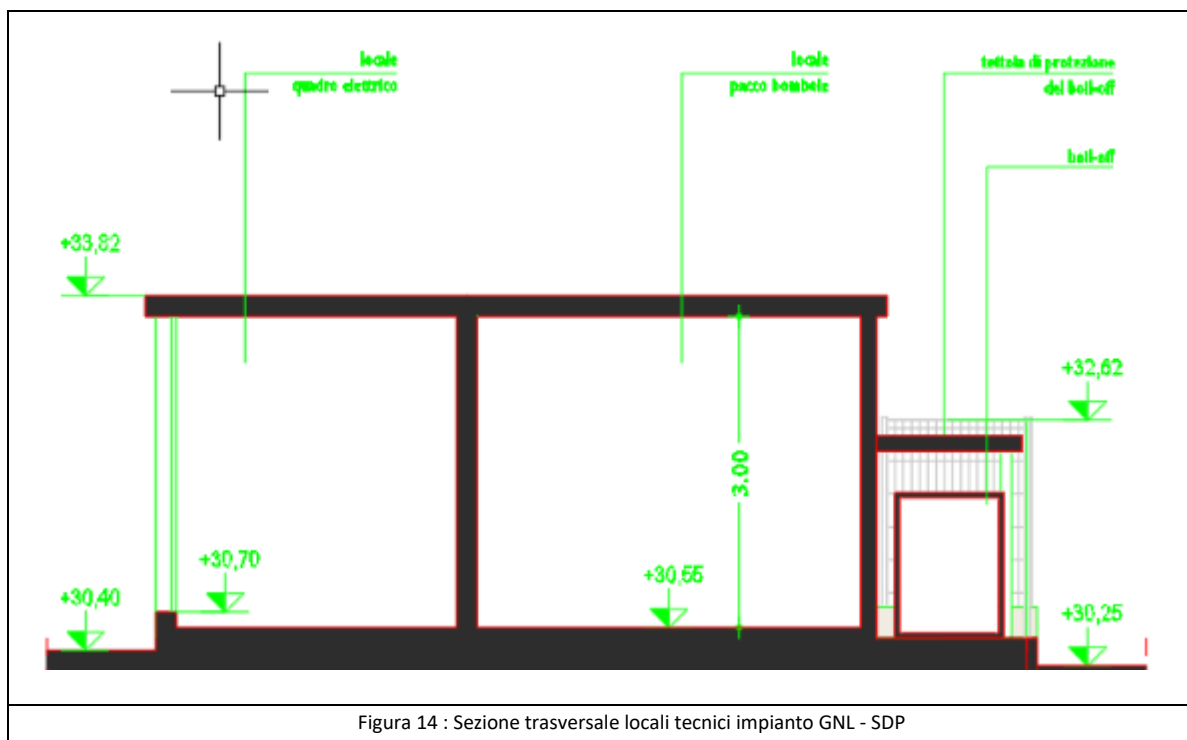 locale
quadro elettrico
locale
pacco bombole
tettoia di protezione
del boil-off
boil-off
+33,82
+32,62
3.00
+30,70
+30,55
+30,40
+30,25
Figura 14 : Sezione trasversale locali tecnici impianto GNL - SDP